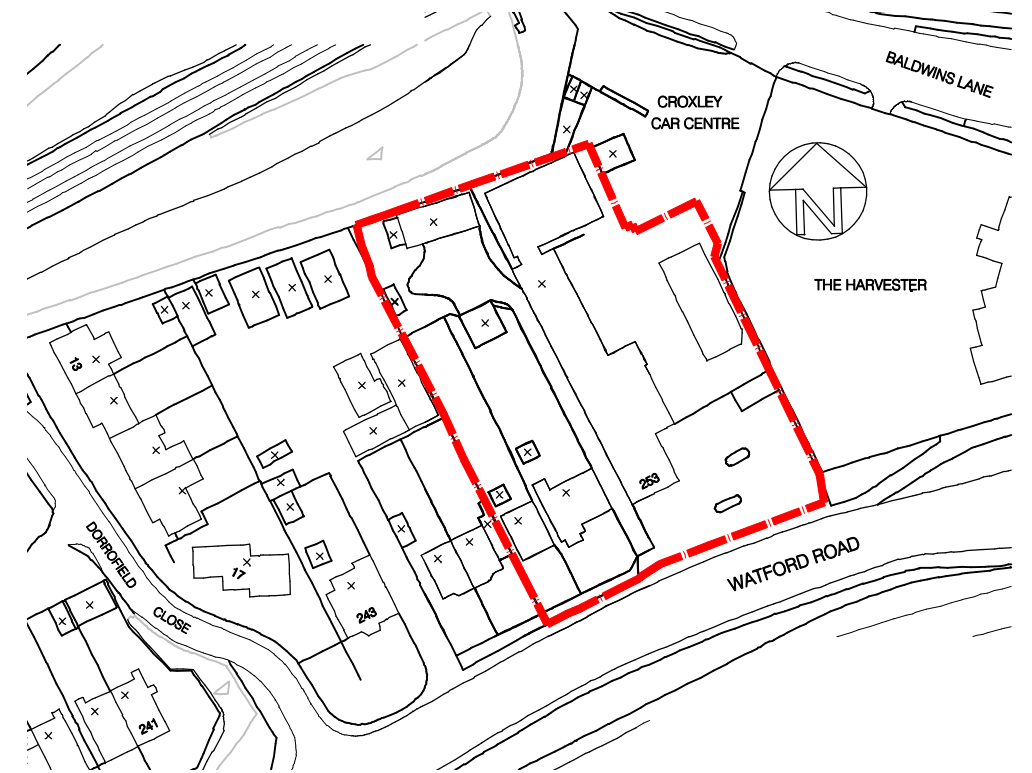 BALDWINS LANE
CROXLEY
CAR CENTRE
N
THE HARVESTER
13
253
DORROFIELD
CLOSE
17
243
WATFORD ROAD
241